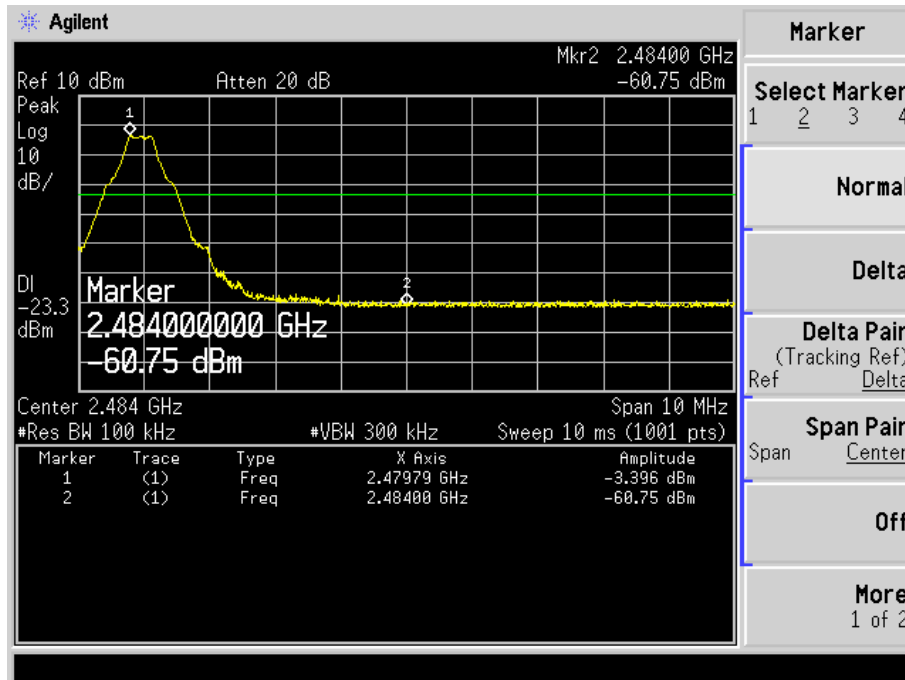 Agilent
Mkr2 2.48400 GHz
Ref 10 dBm Atten 20 dB −60.75 dBm
Peak
Log
10
dB/
1
2
DI
−23.3
dBm
Marker
2.484000000 GHz
−60.75 dBm
Center 2.484 GHz Span 10 MHz
#Res BW 100 kHz #VBW 300 kHz Sweep 10 ms (1001 pts)
Marker Trace Type X Axis Amplitude
1 (1) Freq 2.47979 GHz −3.396 dBm
2 (1) Freq 2.48400 GHz −60.75 dBm
Marker
Select Marker
1 2 3 4
Normal
Delta
Delta Pair
(Tracking Ref)
Ref Delta
Span Pair
Span Center
Off
More
1 of 2